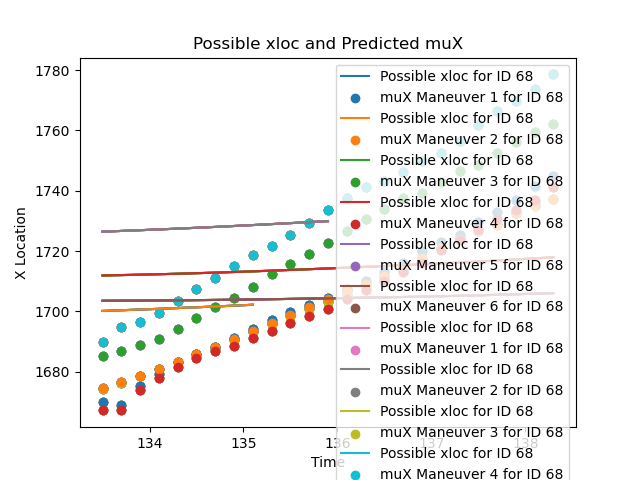 Possible xloc and Predicted muX
1780
1760
1740
1720
1700
1680
X Location
134
135
136
137
138
Time
Possible xloc for ID 68
muX Maneuver 1 for ID 68
Possible xloc for ID 68
muX Maneuver 2 for ID 68
Possible xloc for ID 68
muX Maneuver 3 for ID 68
Possible xloc for ID 68
muX Maneuver 4 for ID 68
Possible xloc for ID 68
muX Maneuver 5 for ID 68
Possible xloc for ID 68
muX Maneuver 6 for ID 68
Possible xloc for ID 68
muX Maneuver 1 for ID 68
Possible xloc for ID 68
muX Maneuver 2 for ID 68
Possible xloc for ID 68
muX Maneuver 3 for ID 68
Possible xloc for ID 68
muX Maneuver 4 for ID 68